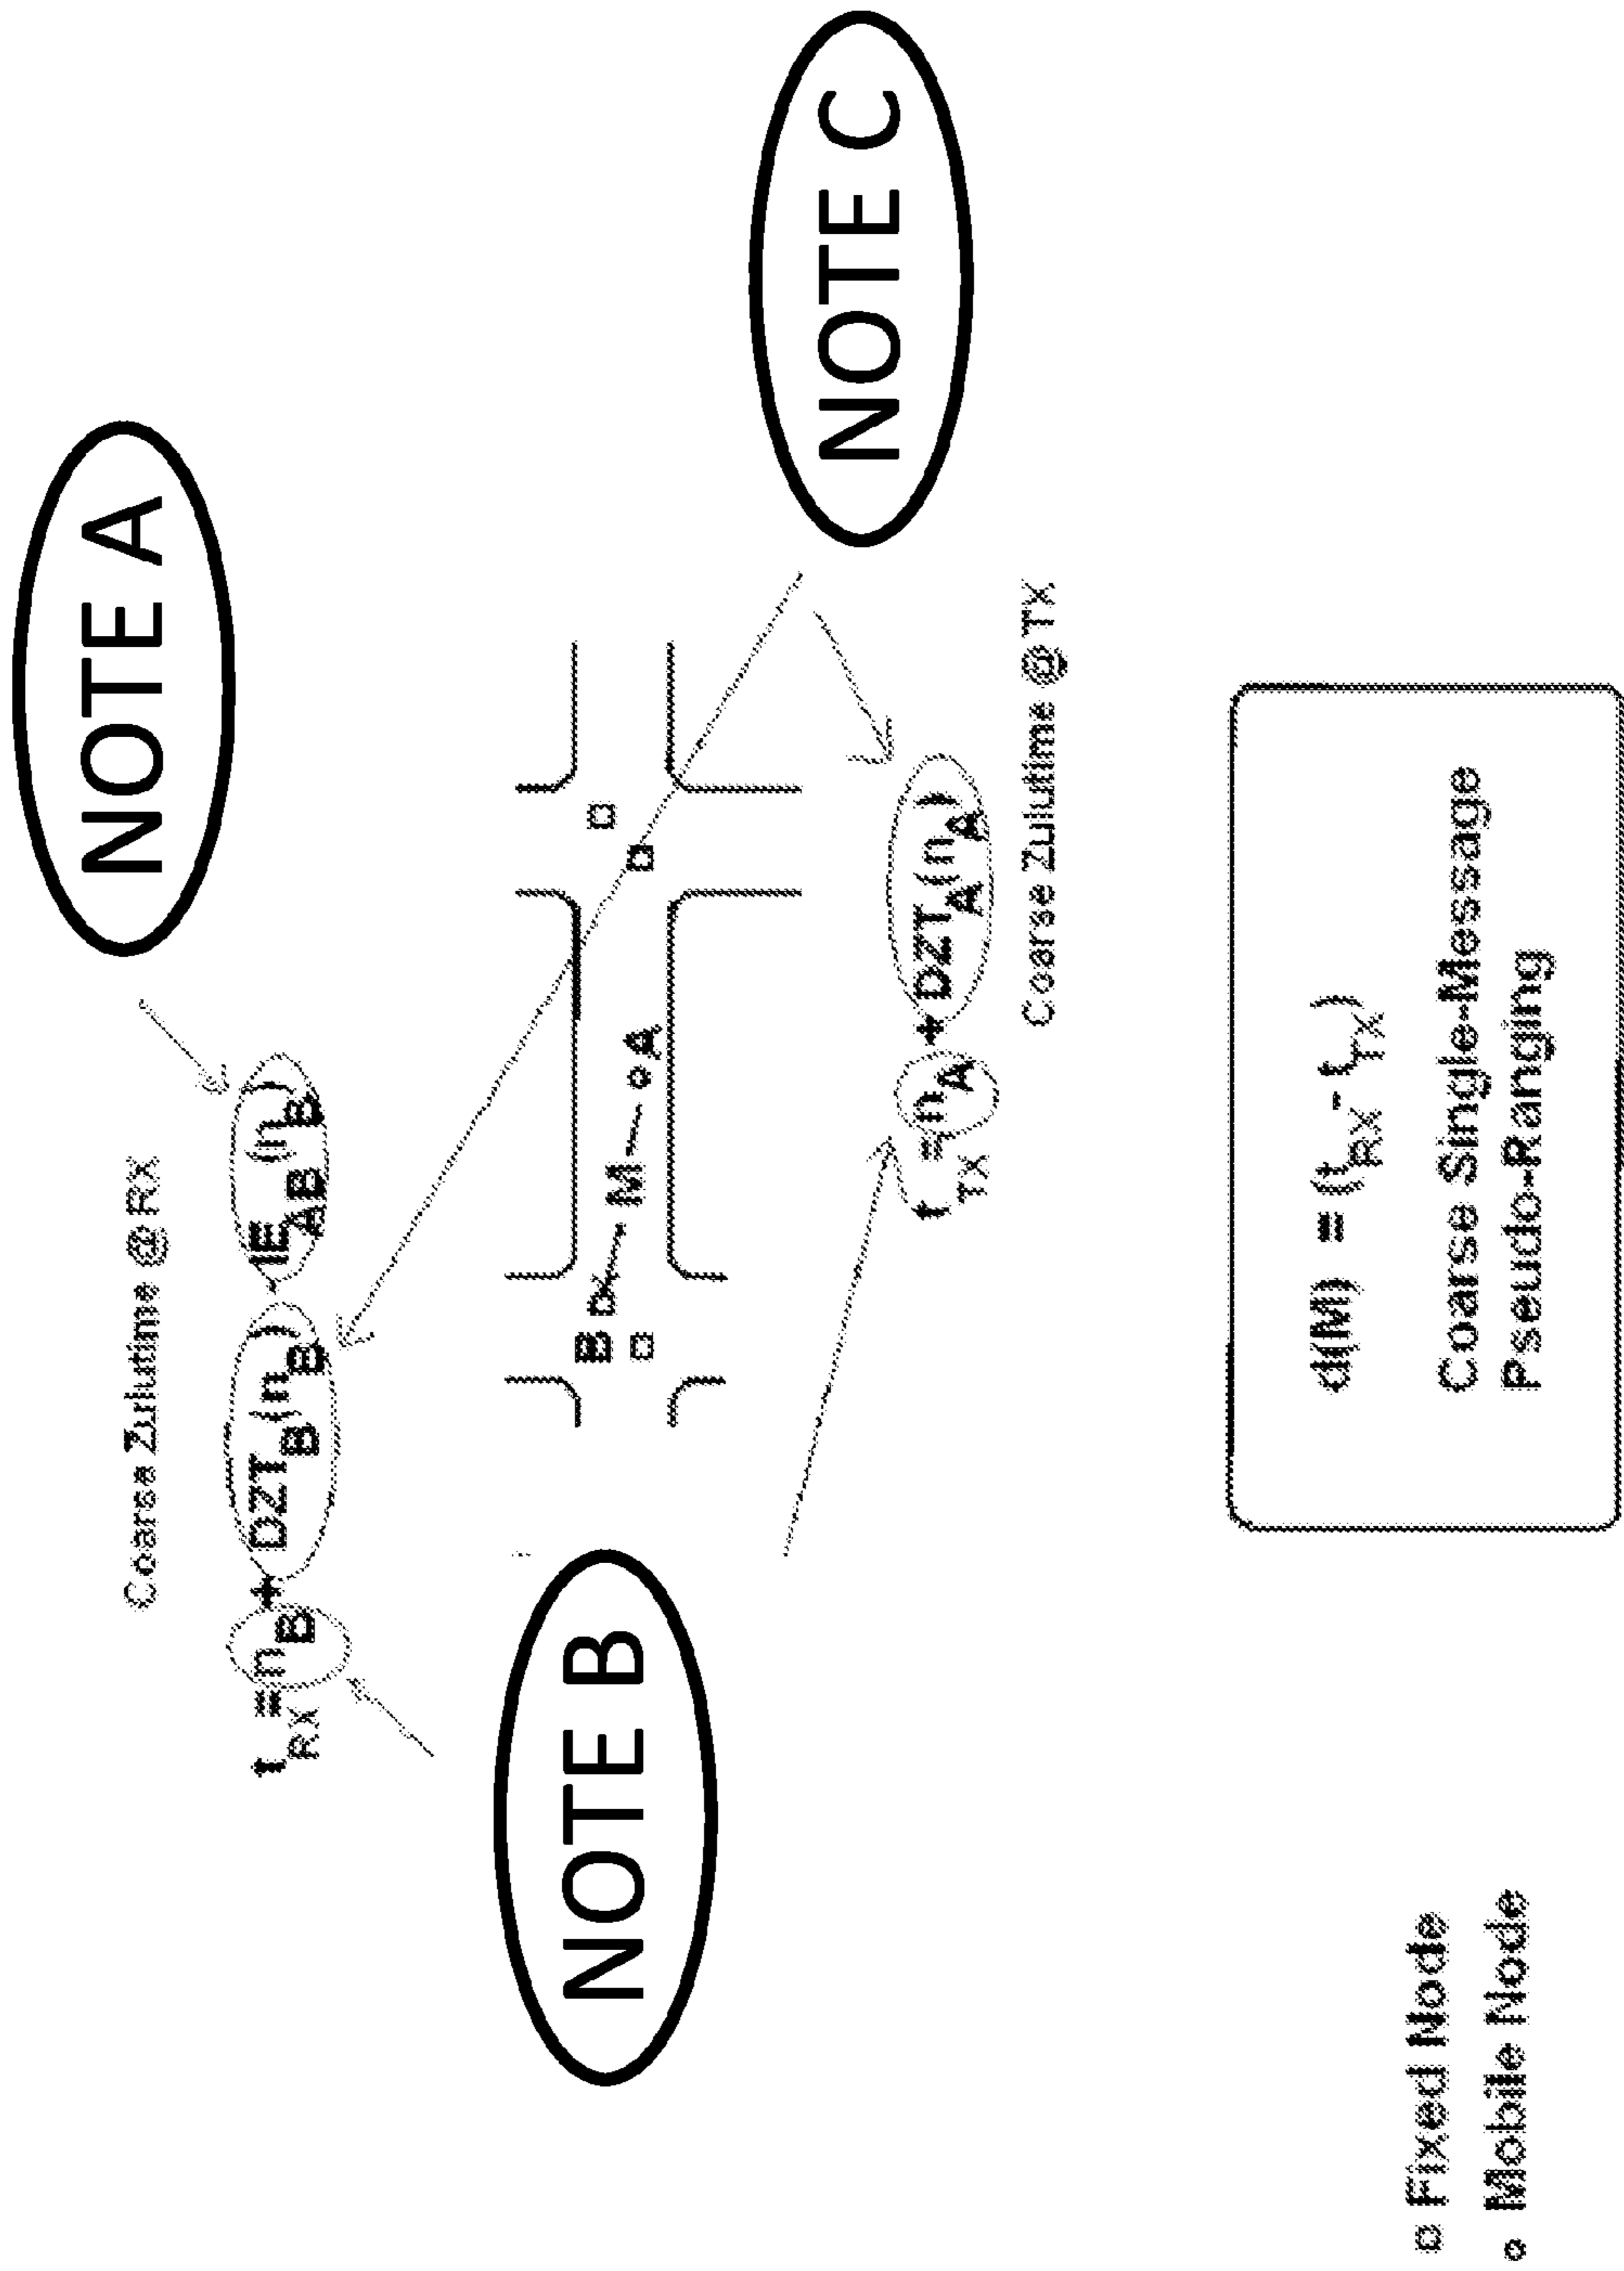 NOTE A
Coarse Zulutime @ RX
t_RX = n_B + DZT_B(n_B) - IE_AB(n_B)
NOTE B
B
M
A
NOTE C
t_TX = n_A + DZT_A(n_A)
Coarse Zulutime @ TX
d(M) = (t_RX - t_TX)
Coarse Single-Message
Pseudo-Ranging
Fixed Node
Mobile Node